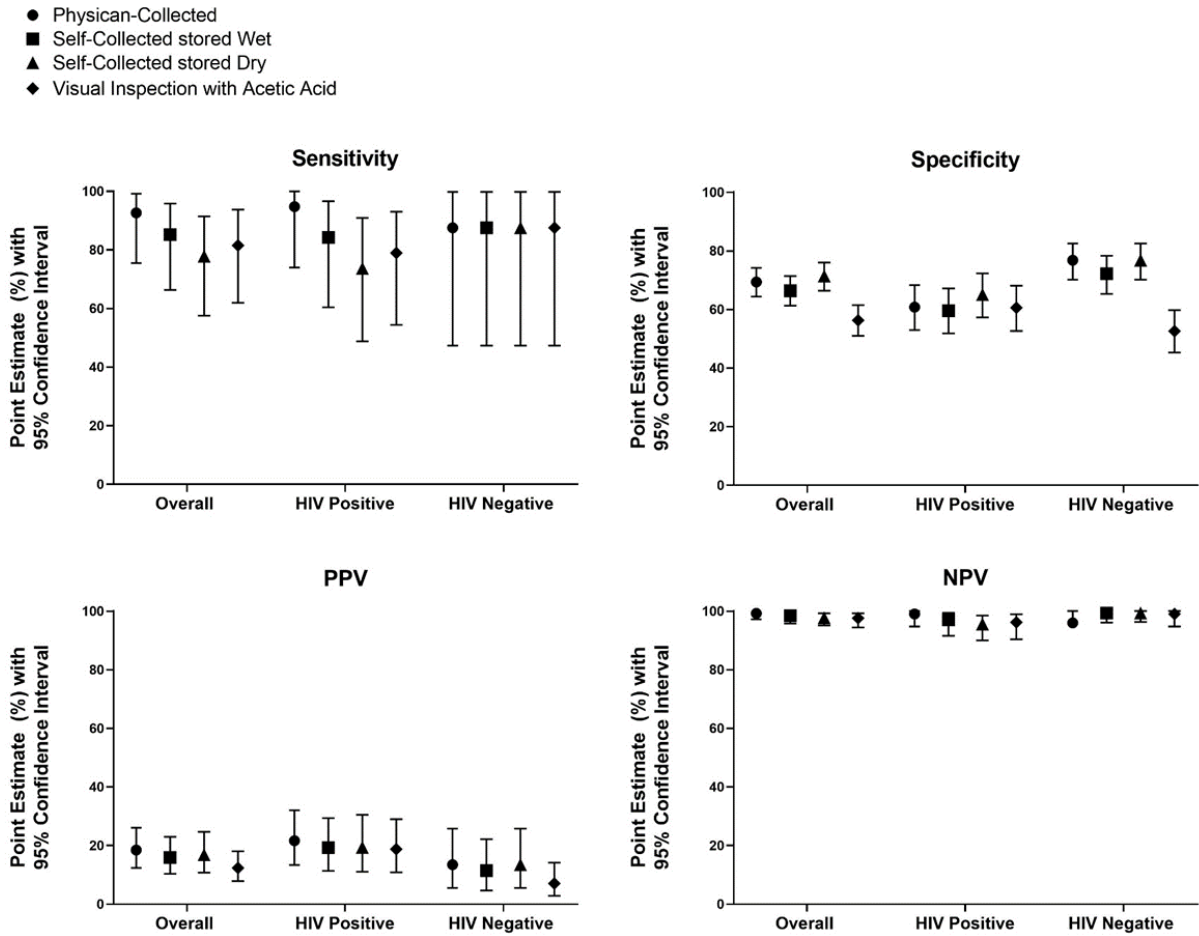 Physican-Collected
Self-Collected stored Wet
Self-Collected stored Dry
Visual Inspection with Acetic Acid
Sensitivity
Point Estimate (%) with
95% Confidence Interval
100
80
60
40
20
0
Overall
HIV Positive
HIV Negative
Specificity
Point Estimate (%) with
95% Confidence Interval
100
80
60
40
20
0
Overall
HIV Positive
HIV Negative
PPV
Point Estimate (%) with
95% Confidence Interval
100
80
60
40
20
0
Overall
HIV Positive
HIV Negative
NPV
Point Estimate (%) with
95% Confidence Interval
100
80
60
40
20
0
Overall
HIV Positive
HIV Negative